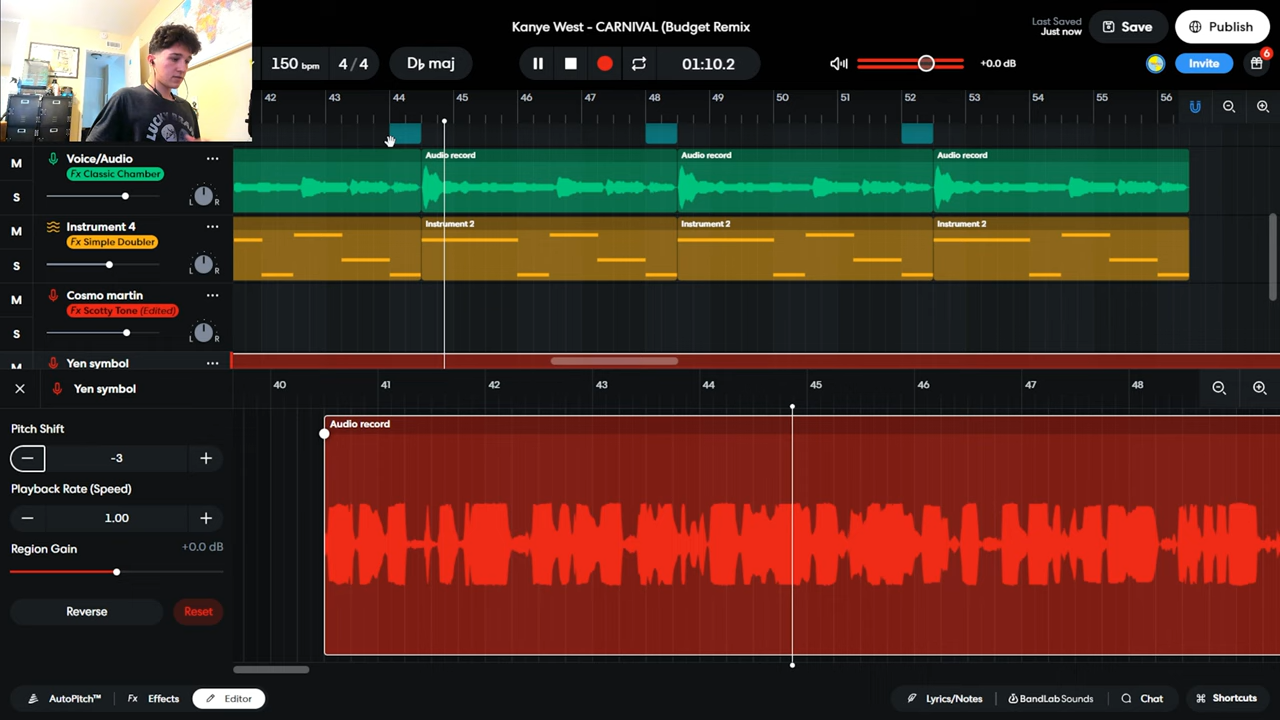 Kanye West - CARNIVAL (Budget Remix
Last Saved
Just now
Save
Publish
150 bpm
4 / 4
D♭ maj
01:10.2
+0.0 dB
Invite
6
42 43 44 45 46 47 48 49 50 51 52 53 54 55 56
M
Voice/Audio
Fx Classic Chamber
S
L R
Audio record
Audio record
Audio record
M
Instrument 4
Fx Simple Doubler
S
L R
Instrument 2
Instrument 2
Instrument 2
M
Cosmo martin
Fx Scotty Tone (Edited)
S
L R
M
Yen symbol
Yen symbol
40 41 42 43 44 45 46 47 48
Audio record
Pitch Shift
-3
Playback Rate (Speed)
1.00
Region Gain
+0.0 dB
Reverse
Reset
AutoPitch™
Fx Effects
Editor
Lyrics/Notes
BandLab Sounds
Chat
Shortcuts